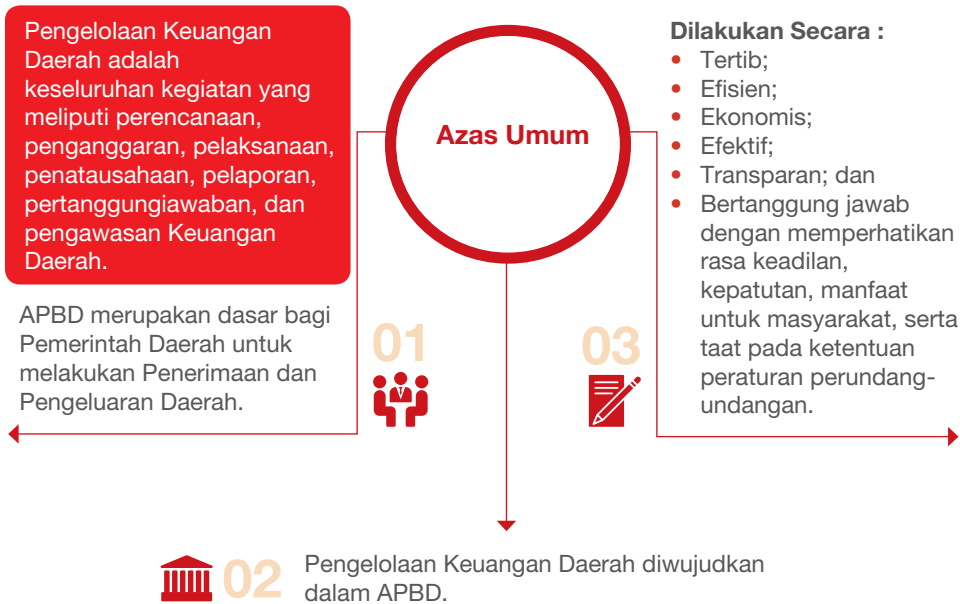 Pengelolaan Keuangan
Daerah adalah
keseluruhan kegiatan yang
meliputi perencanaan,
penganggaran, pelaksanaan,
penatausahaan, pelaporan,
pertanggungiawaban, dan
pengawasan Keuangan
Daerah.
APBD merupakan dasar bagi
Pemerintah Daerah untuk
melakukan Penerimaan dan
Pengeluaran Daerah.
01
Azas Umum
03
Dilakukan Secara :
• Tertib;
• Efisien;
• Ekonomis;
• Efektif;
• Transparan; dan
• Bertanggung jawab
dengan memperhatikan
rasa keadilan,
kepatutan, manfaat
untuk masyarakat, serta
taat pada ketentuan
peraturan perundang-
undangan.
02
Pengelolaan Keuangan Daerah diwujudkan
dalam APBD.